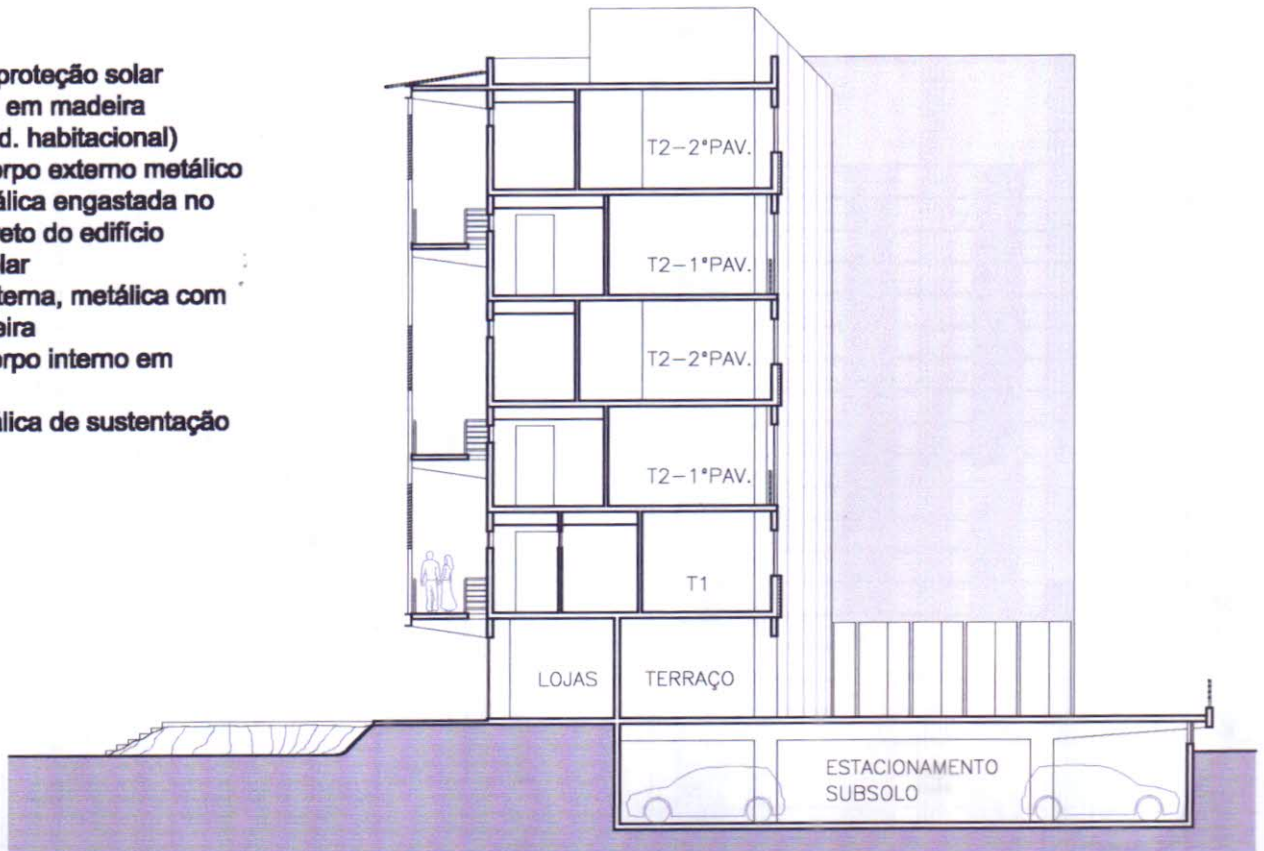 proteção solar
em madeira
d. habitacional)
orpo externo metálico
álica engastada no
reto do edifício
lar
terna, metálica com
eira
orpo interno em
álica de sustentação
T2-2°PAV.
T2-1°PAV.
T2-2°PAV.
T2-1°PAV.
T1
LOJAS
TERRAÇO
ESTACIONAMENTO
SUBSOLO